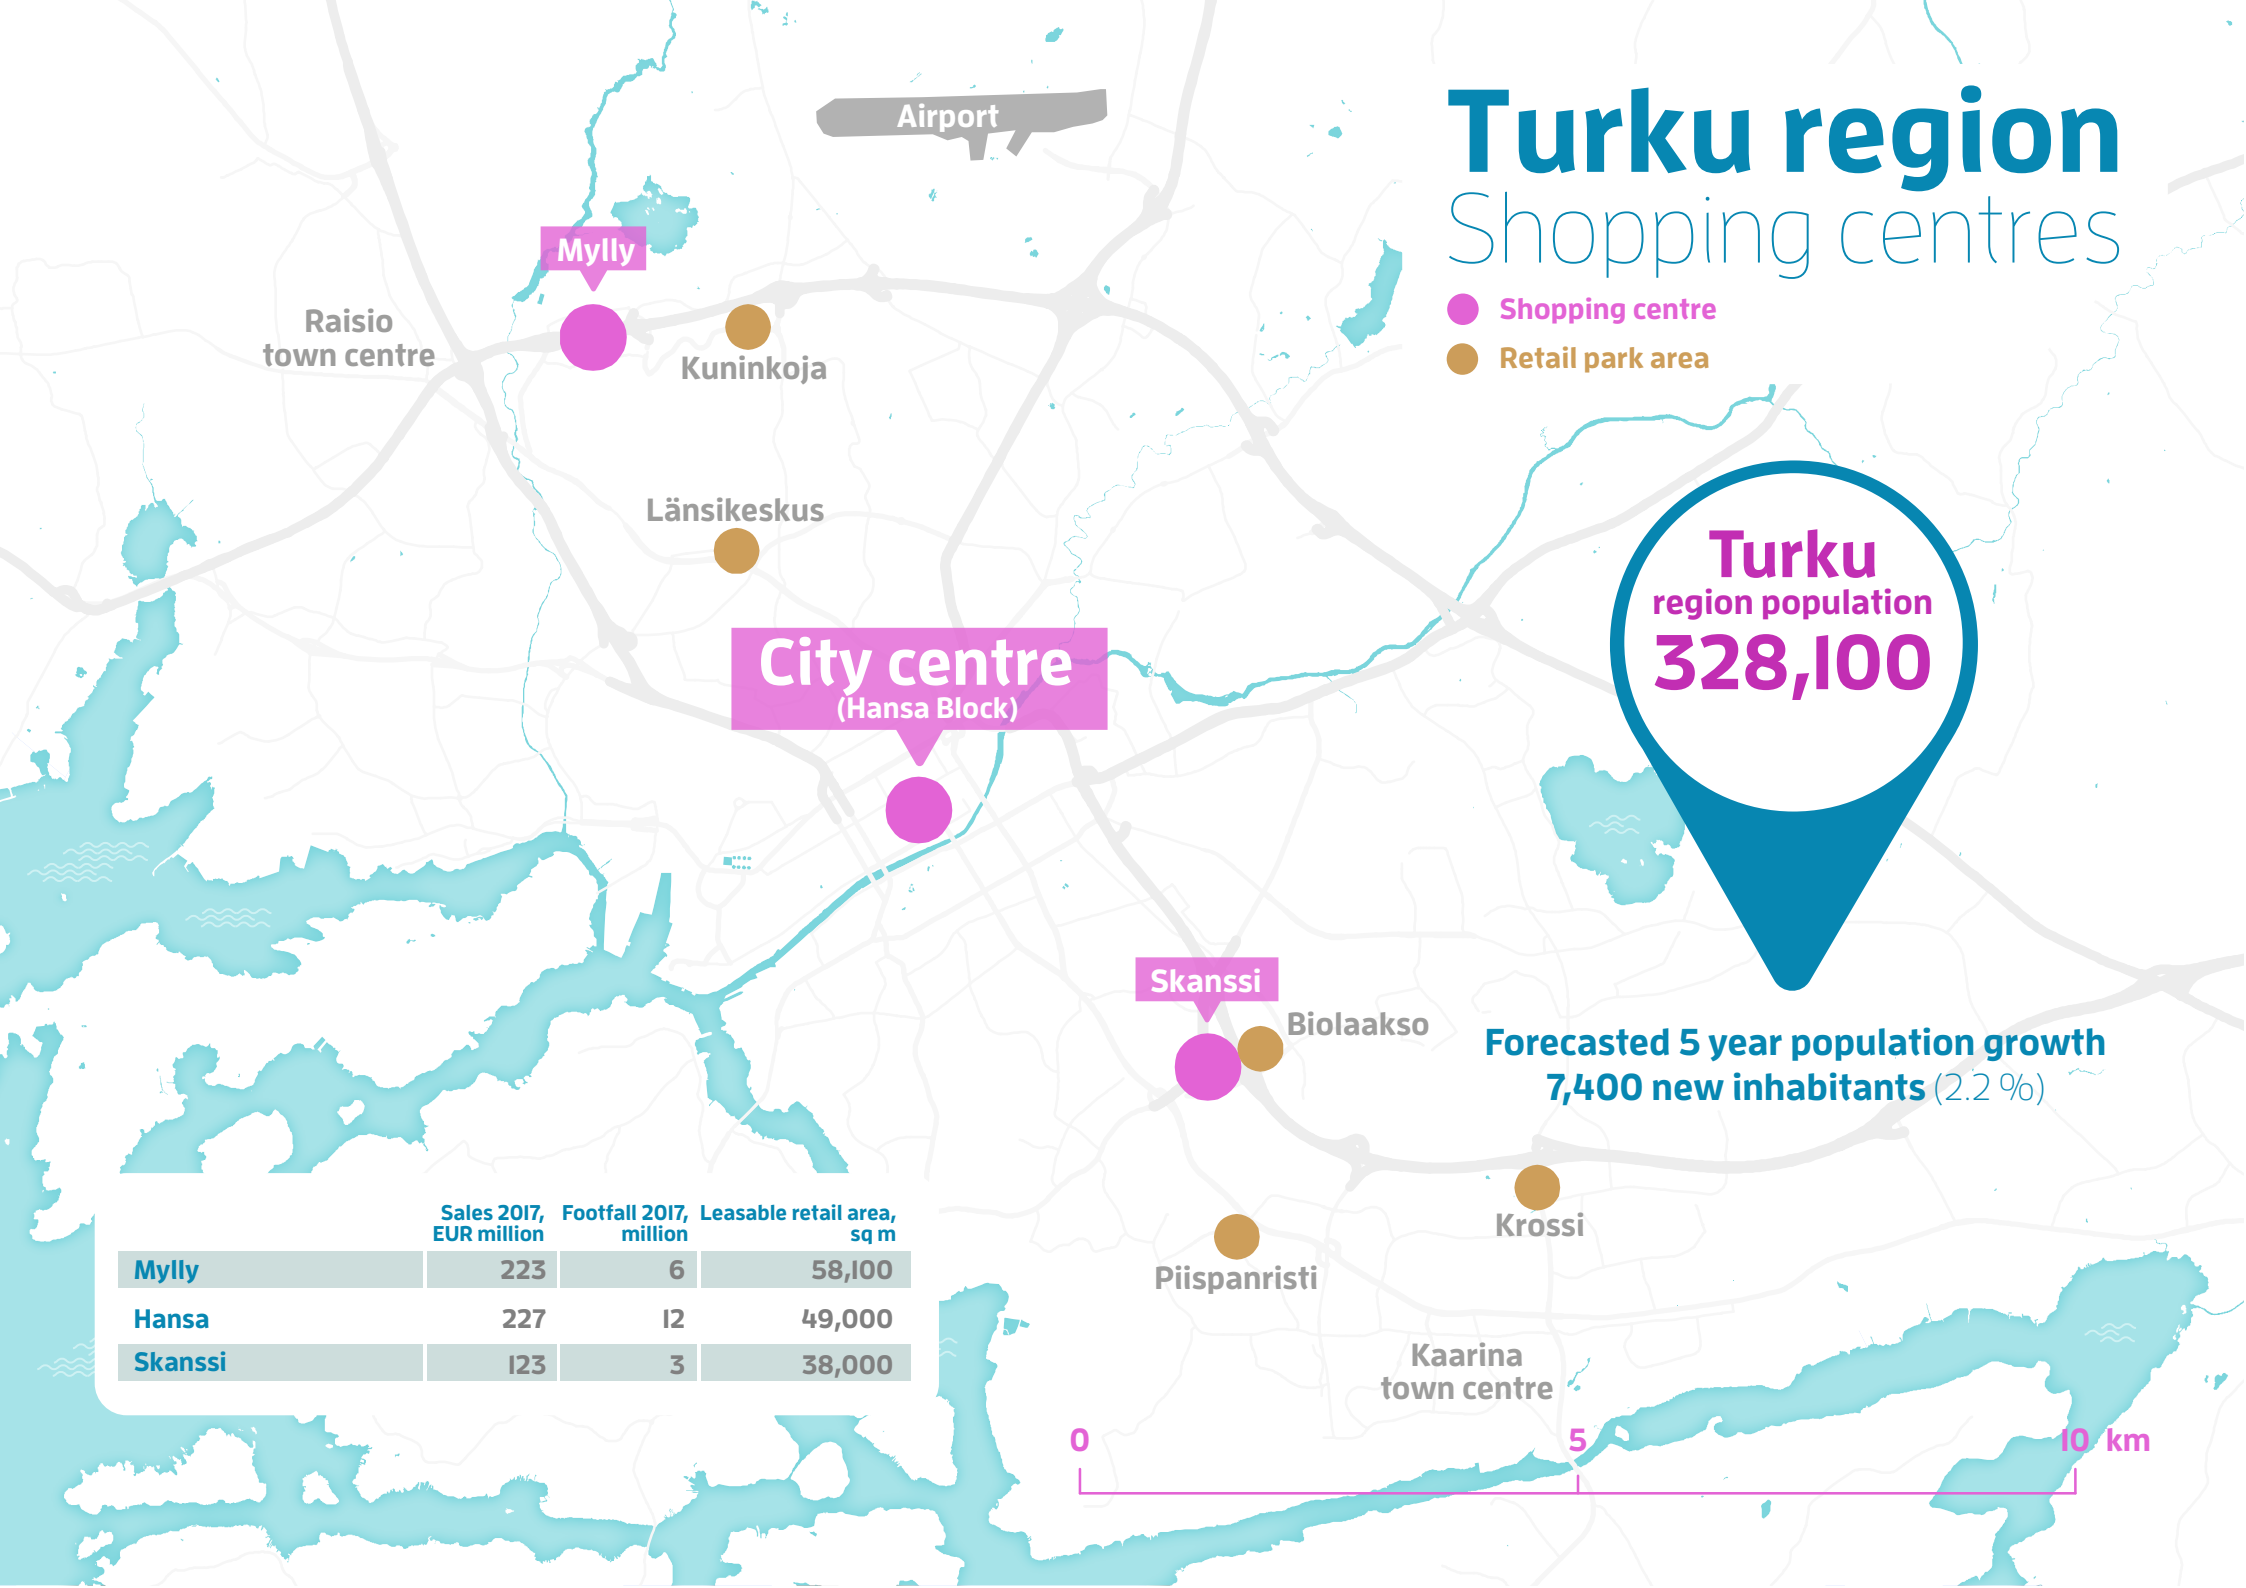 Turku region
Shopping centres
Shopping centre
Retail park area
Airport
Mylly
Raisio
town centre
Kuninkoja
Länsikeskus
City centre
(Hansa Block)
Turku
region population
328,100
Skanssi
Biolaakso
Forecasted 5 year population growth
7,400 new inhabitants (2.2 %)
Krossi
Piispanristi
Kaarina
town centre
Sales 2017, Footfall 2017, Leasable retail area,
EUR million million sq m
Mylly 223 6 58,100
Hansa 227 12 49,000
Skanssi 123 3 38,000
0 5 10 km